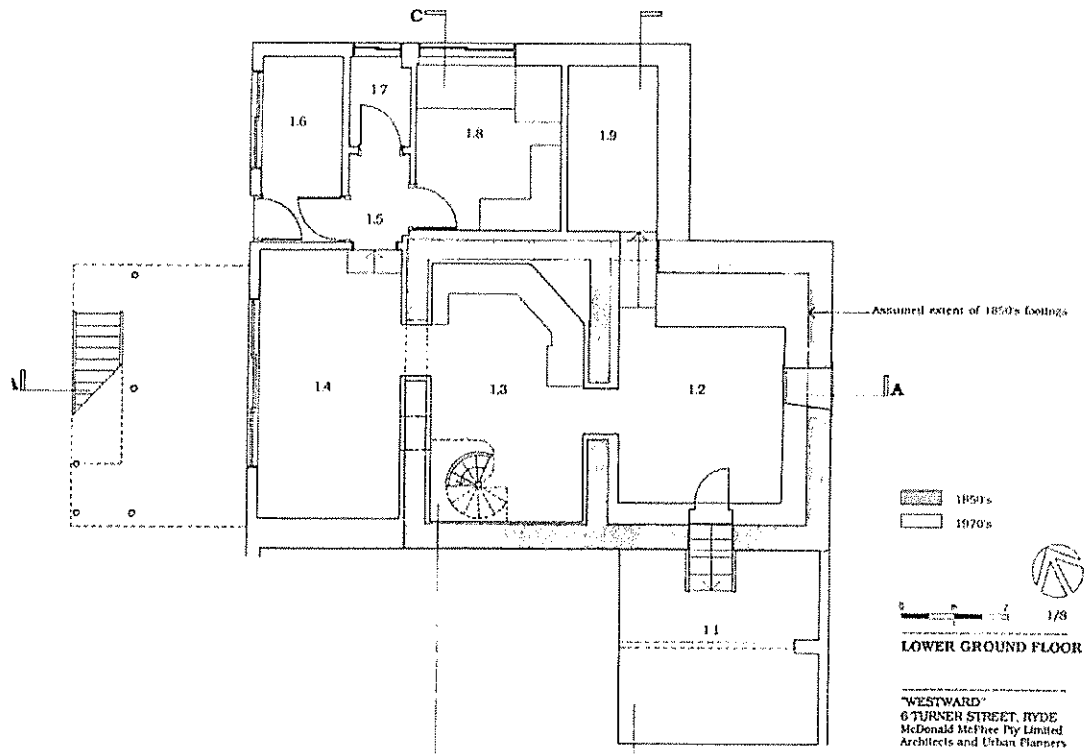 C
1.6
1.7
1.8
1.9
1.5
Assumed extent of 1850's footings
1.4
1.3
1.2
A
1850's
1970's
1/8
1.1
LOWER GROUND FLOOR
"WESTWARD"
6 TURNER STREET, RYDE
McDonald McPhee Pty Limited
Architects and Urban Planners